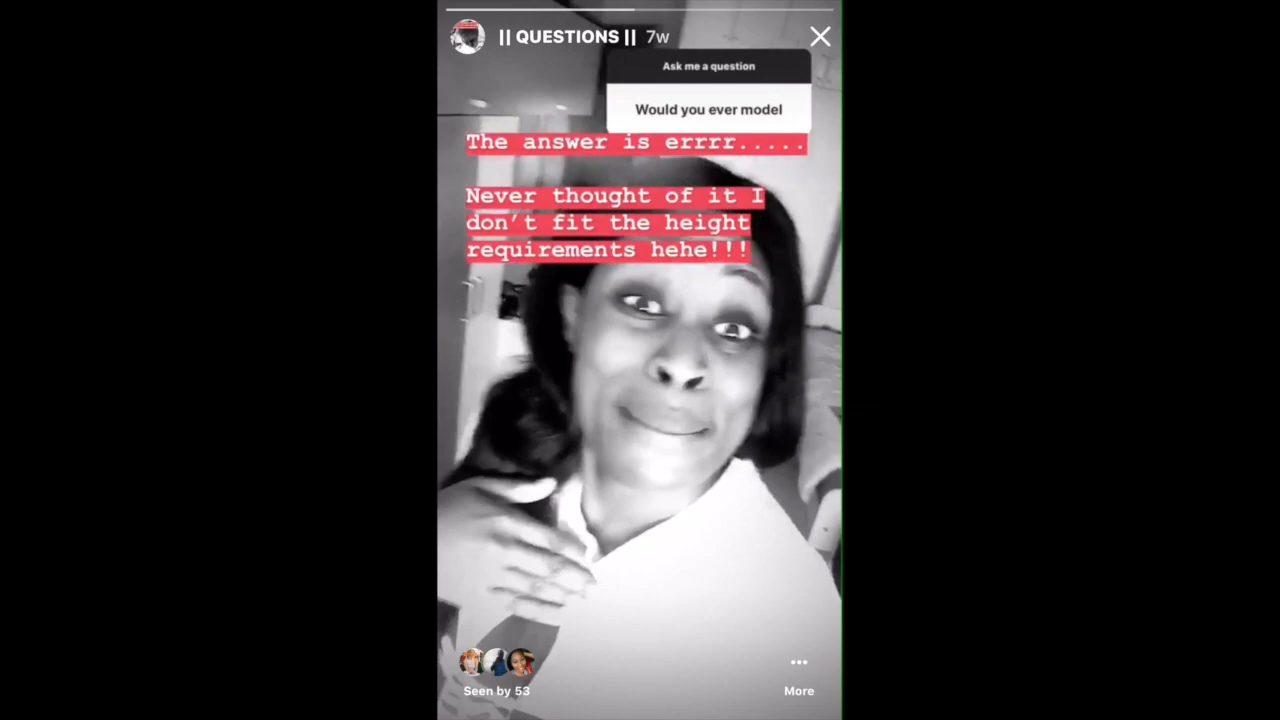 || QUESTIONS || 7w
Ask me a question
Would you ever model
The answer is errrr.....
Never thought of it I
don't fit the height
requirements hehe!!!
Seen by 53
More